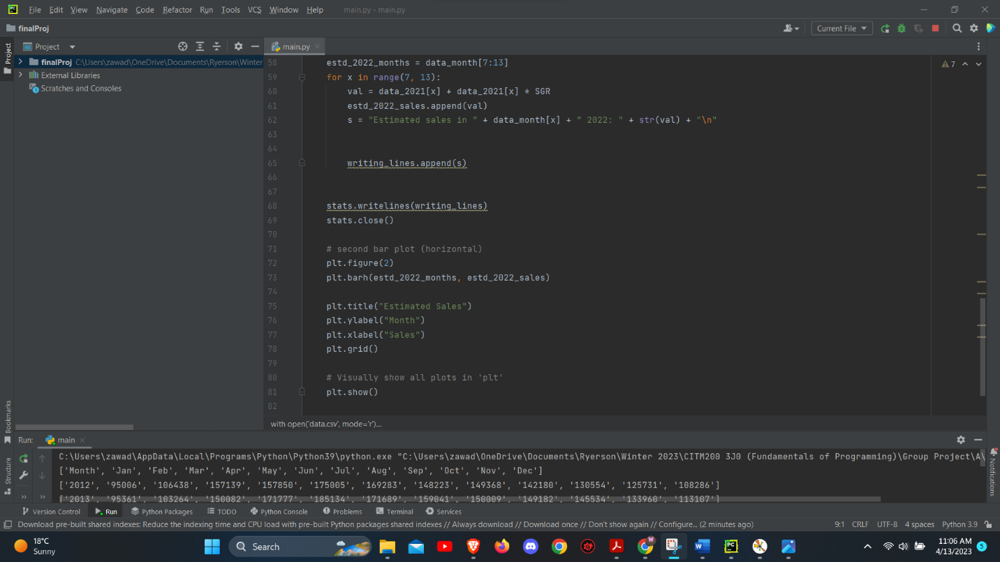 PC File Edit View Navigate Code Refactor Run Tools VCS Window Help main.py - main.py
finalProj Current File
Project main.py
finalProj C:\Users\zawad\OneDrive\Documents\Ryerson\Winter
External Libraries
Scratches and Consoles
Project
Bookmarks
Structure
Notifications
7
58 estd_2022_months = data_month[7:13]
59 for x in range(7, 13):
60 val = data_2021[x] + data_2021[x] * SGR
61 estd_2022_sales.append(val)
62 s = "Estimated sales in " + data_month[x] + " 2022: " + str(val) + "\n"
63
64
65 writing_lines.append(s)
66
67
68 stats.writelines(writing_lines)
69 stats.close()
70
71 # second bar plot (horizontal)
72 plt.figure(2)
73 plt.barh(estd_2022_months, estd_2022_sales)
74
75 plt.title("Estimated Sales")
76 plt.ylabel("Month")
77 plt.xlabel("Sales")
78 plt.grid()
79
80 # Visually show all plots in 'plt'
81 plt.show()
82
with open('data.csv', mode='r')...
Run: main
C:\Users\zawad\AppData\Local\Programs\Python\Python39\python.exe "C:\Users\zawad\OneDrive\Documents\Ryerson\Winter 2023\CITM200 3J0 (Fundamentals of Programming)\Group Project\A\
['Month', 'Jan', 'Feb', 'Mar', 'Apr', 'May', 'Jun', 'Jul', 'Aug', 'Sep', 'Oct', 'Nov', 'Dec']
['2012', '95006', '106438', '157139', '157850', '175005', '169283', '148223', '149368', '142180', '130554', '125731', '108286']
['2013', '95361', '103264', '150082', '171777', '185134', '171689', '159041', '150009', '149182', '145534', '133960', '113107']
Version Control Run Python Packages TODO Python Console Problems Terminal Services
Download pre-built shared indexes: Reduce the indexing time and CPU load with pre-built Python packages shared indexes // Always download // Download once // Don't show again // Configure... (2 minutes ago) 9:1 CRLF UTF-8 4 spaces Python 3.9
18°C
Sunny
Search
W
PC
11:06 AM
4/13/2023
5